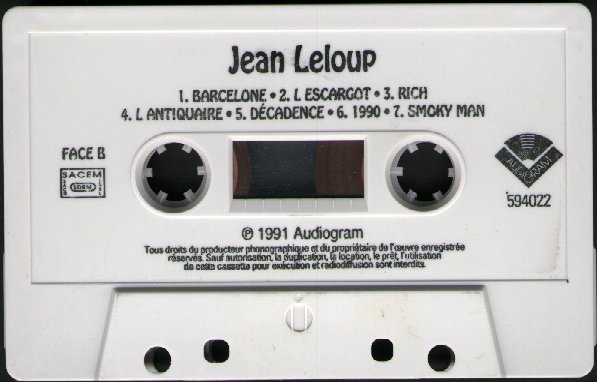 Jean Leloup
1. BARCELONE • 2. L ESCARGOT • 3. RICH
4. L ANTIQUAIRE • 5. DÉCADENCE • 6. 1990 • 7. SMOKY MAN
FACE B
SACEM
AUDIOGRAM
594022
℗ 1991 Audiogram
Tous droits du producteur phonographique et du propriétaire de l'œuvre enregistrée
réservés. Sauf autorisation, la duplication, la location, le prêt, l'utilisation
de cette cassette pour exécution et radiodiffusion sont interdits.